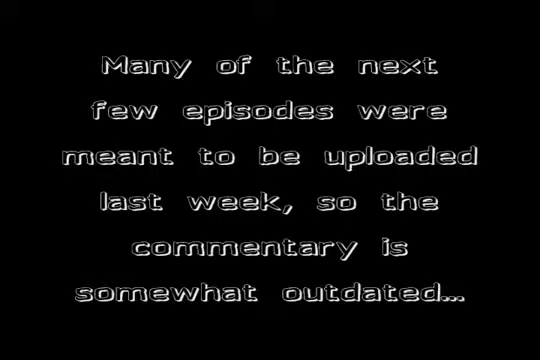 Many of the next
few episodes were
meant to be uploaded
last week, so the
commentary is
somewhat outdated...